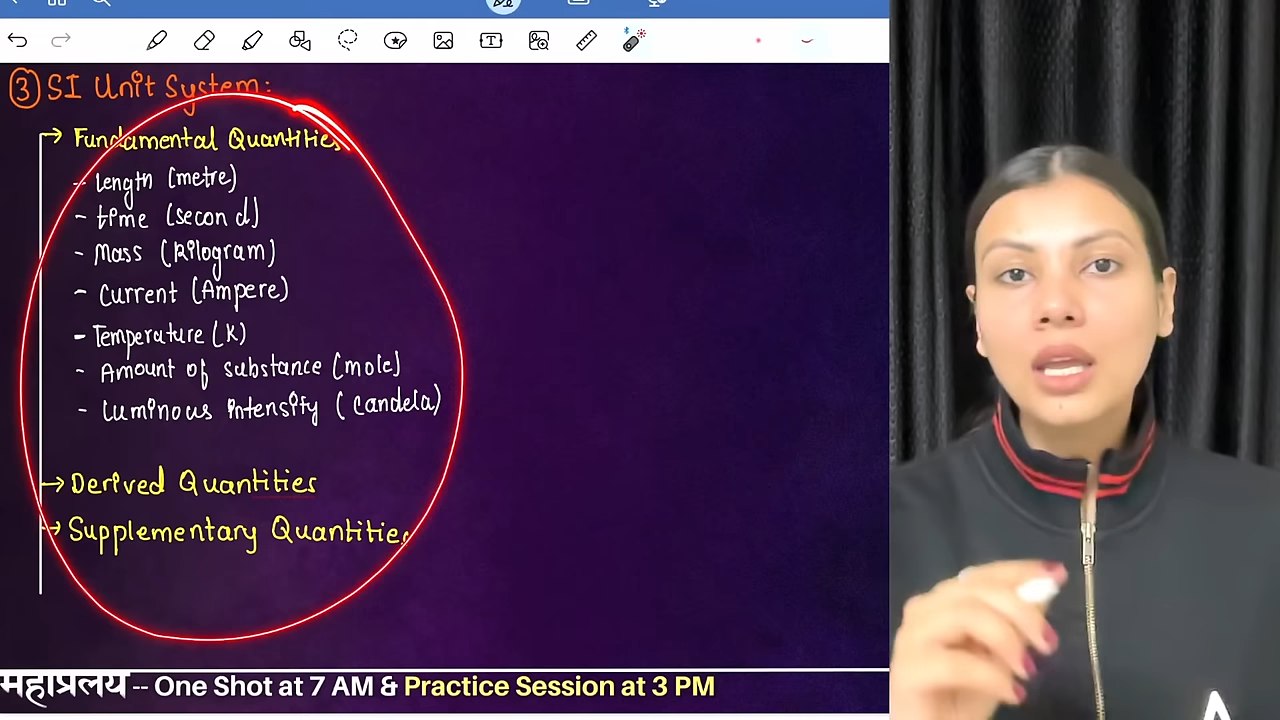 ③ SI Unit System:
→ Fundamental Quantities
- Length (metre)
- time (second)
- Mass (Kilogram)
- Current (Ampere)
- Temperature (K)
- Amount of substance (mole)
- Luminous intensity (Candela)
→ Derived Quantities
→ Supplementary Quantities
महाप्रलय -- One Shot at 7 AM & Practice Session at 3 PM